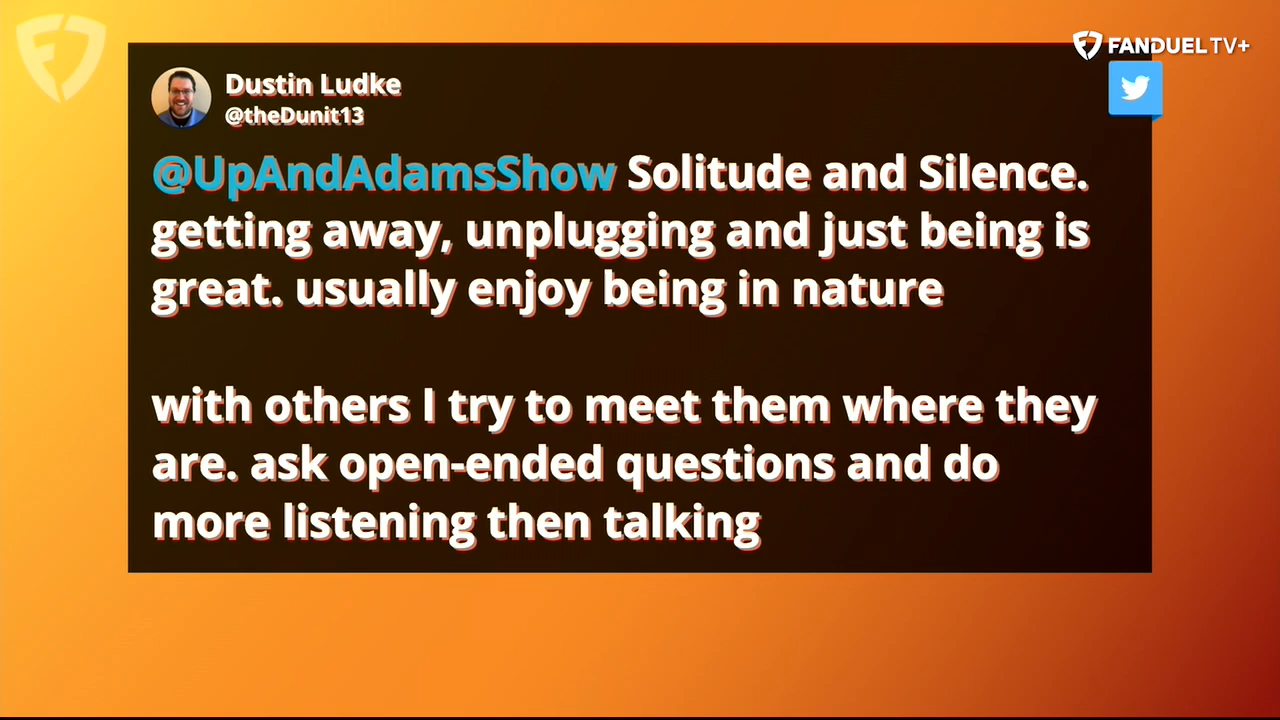 FANDUEL TV+
Dustin Ludke
@theDunit13
@UpAndAdamsShow Solitude and Silence.
getting away, unplugging and just being is
great. usually enjoy being in nature
with others I try to meet them where they
are. ask open-ended questions and do
more listening then talking